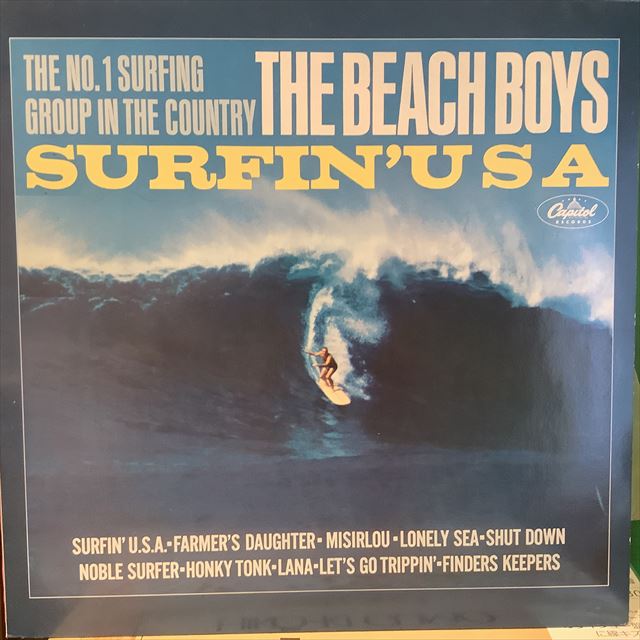 THE NO.1 SURFING
GROUP IN THE COUNTRY
THE BEACH BOYS
SURFIN' U S A
Capitol
RECORDS
SURFIN' U.S.A.▪FARMER'S DAUGHTER▪MISIRLOU▪LONELY SEA▪SHUT DOWN
NOBLE SURFER▪HONKY TONK▪LANA▪LET'S GO TRIPPIN'▪FINDERS KEEPERS